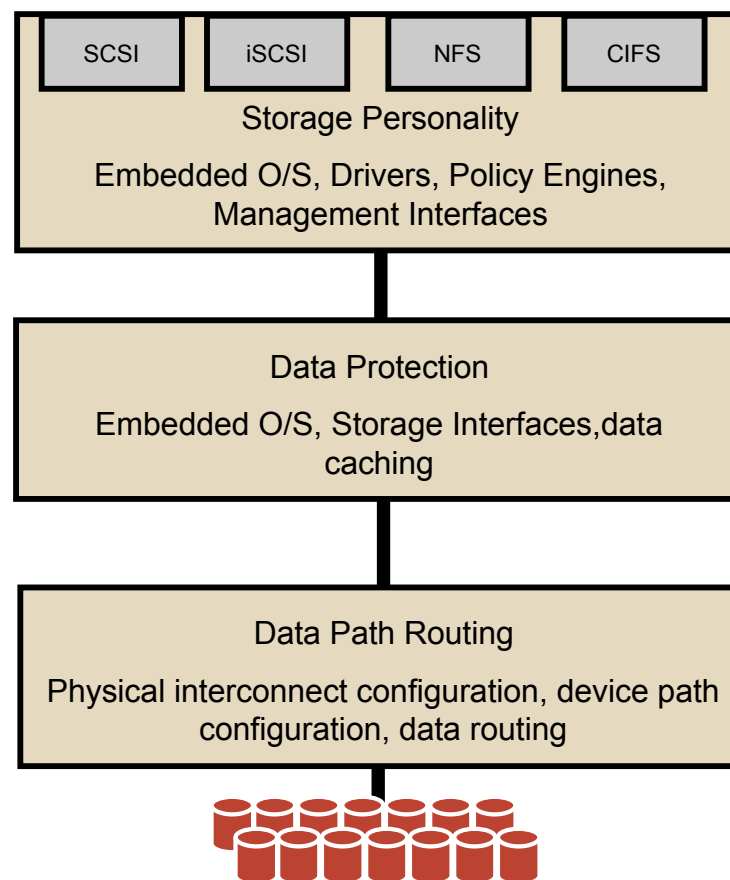 SCSI
iSCSI
NFS
CIFS
Storage Personality
Embedded O/S, Drivers, Policy Engines,
Management Interfaces
Data Protection
Embedded O/S, Storage Interfaces,data
caching
Data Path Routing
Physical interconnect configuration, device path
configuration, data routing